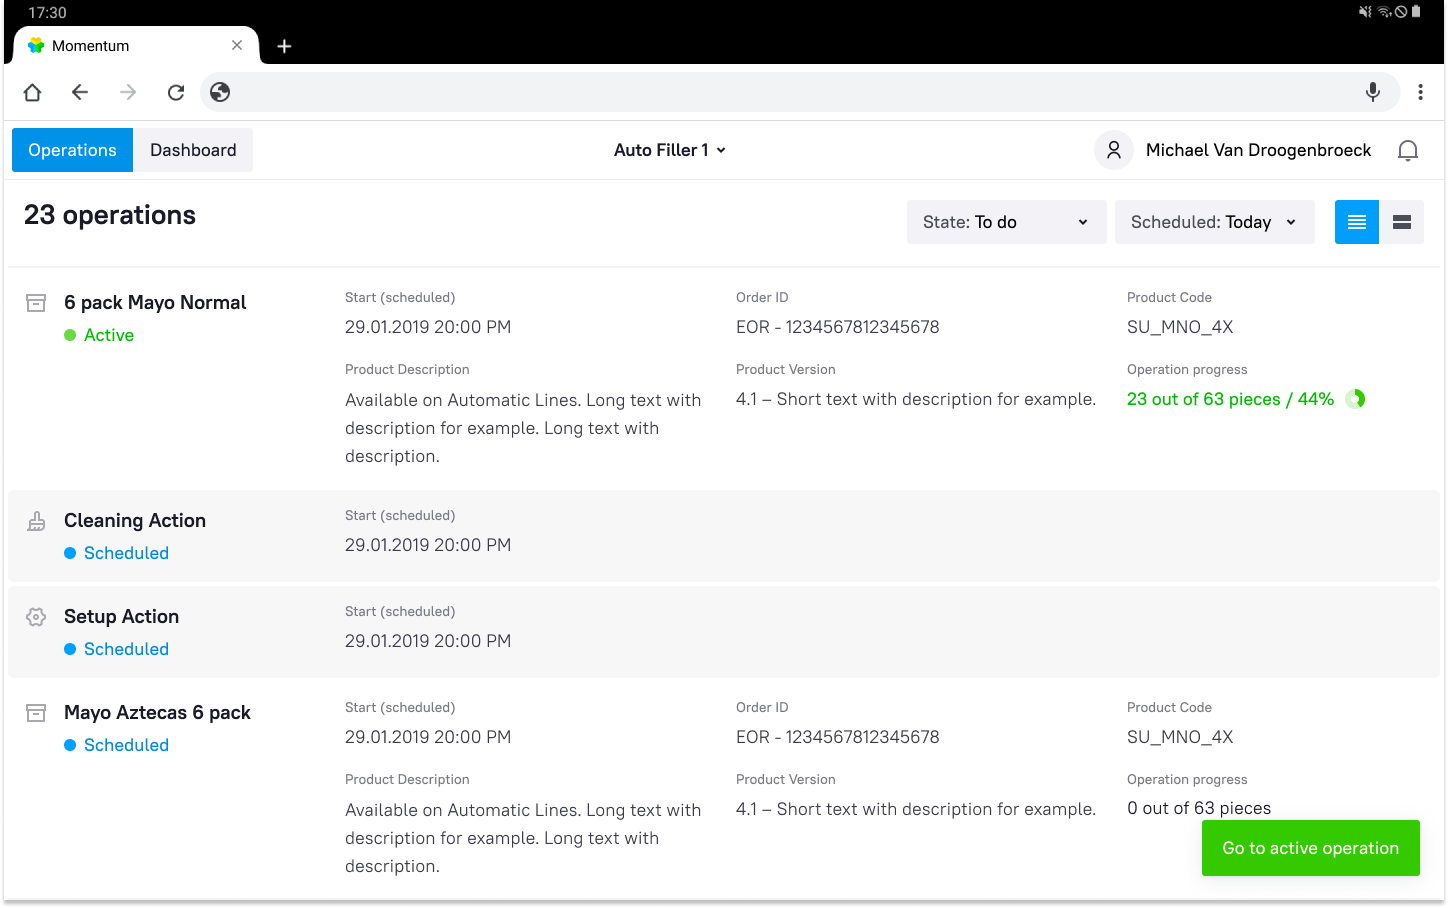 17:30
Momentum
Operations
Dashboard
Auto Filler 1
Michael Van Droogenbroeck
23 operations
State: To do
Scheduled: Today
6 pack Mayo Normal
Active
Start (scheduled)
29.01.2019 20:00 PM
Order ID
EOR - 1234567812345678
Product Code
SU_MNO_4X
Product Description
Available on Automatic Lines. Long text with
description for example. Long text with
description.
Product Version
4.1 – Short text with description for example.
Operation progress
23 out of 63 pieces / 44%
Cleaning Action
Scheduled
Start (scheduled)
29.01.2019 20:00 PM
Setup Action
Scheduled
Start (scheduled)
29.01.2019 20:00 PM
Mayo Aztecas 6 pack
Scheduled
Start (scheduled)
29.01.2019 20:00 PM
Order ID
EOR - 1234567812345678
Product Code
SU_MNO_4X
Product Description
Available on Automatic Lines. Long text with
description for example. Long text with
description.
Product Version
4.1 – Short text with description for example.
Operation progress
0 out of 63 pieces
Go to active operation